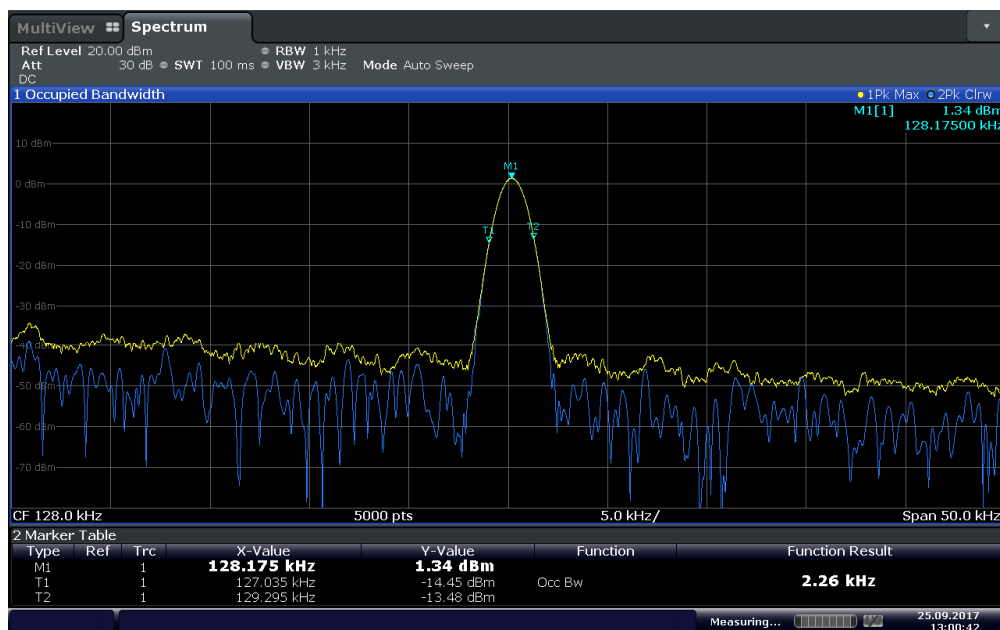 MultiView Spectrum
Ref Level 20.00 dBm RBW 1 kHz
Att 30 dB SWT 100 ms VBW 3 kHz Mode Auto Sweep
DC
1 Occupied Bandwidth 1Pk Max 2Pk Clrw
M1[1] 1.34 dBm
128.17500 kHz
10 dBm
M1
0 dBm
-10 dBm
T1 T2
-20 dBm
-30 dBm
-40 dBm
-50 dBm
-60 dBm
-70 dBm
CF 128.0 kHz 5000 pts 5.0 kHz/ Span 50.0 kHz
2 Marker Table
Type Ref Trc X-Value Y-Value Function Function Result
M1 1 128.175 kHz 1.34 dBm
T1 1 127.035 kHz -14.45 dBm Occ Bw 2.26 kHz
T2 1 129.295 kHz -13.48 dBm
Measuring... 25.09.2017
13:00:42